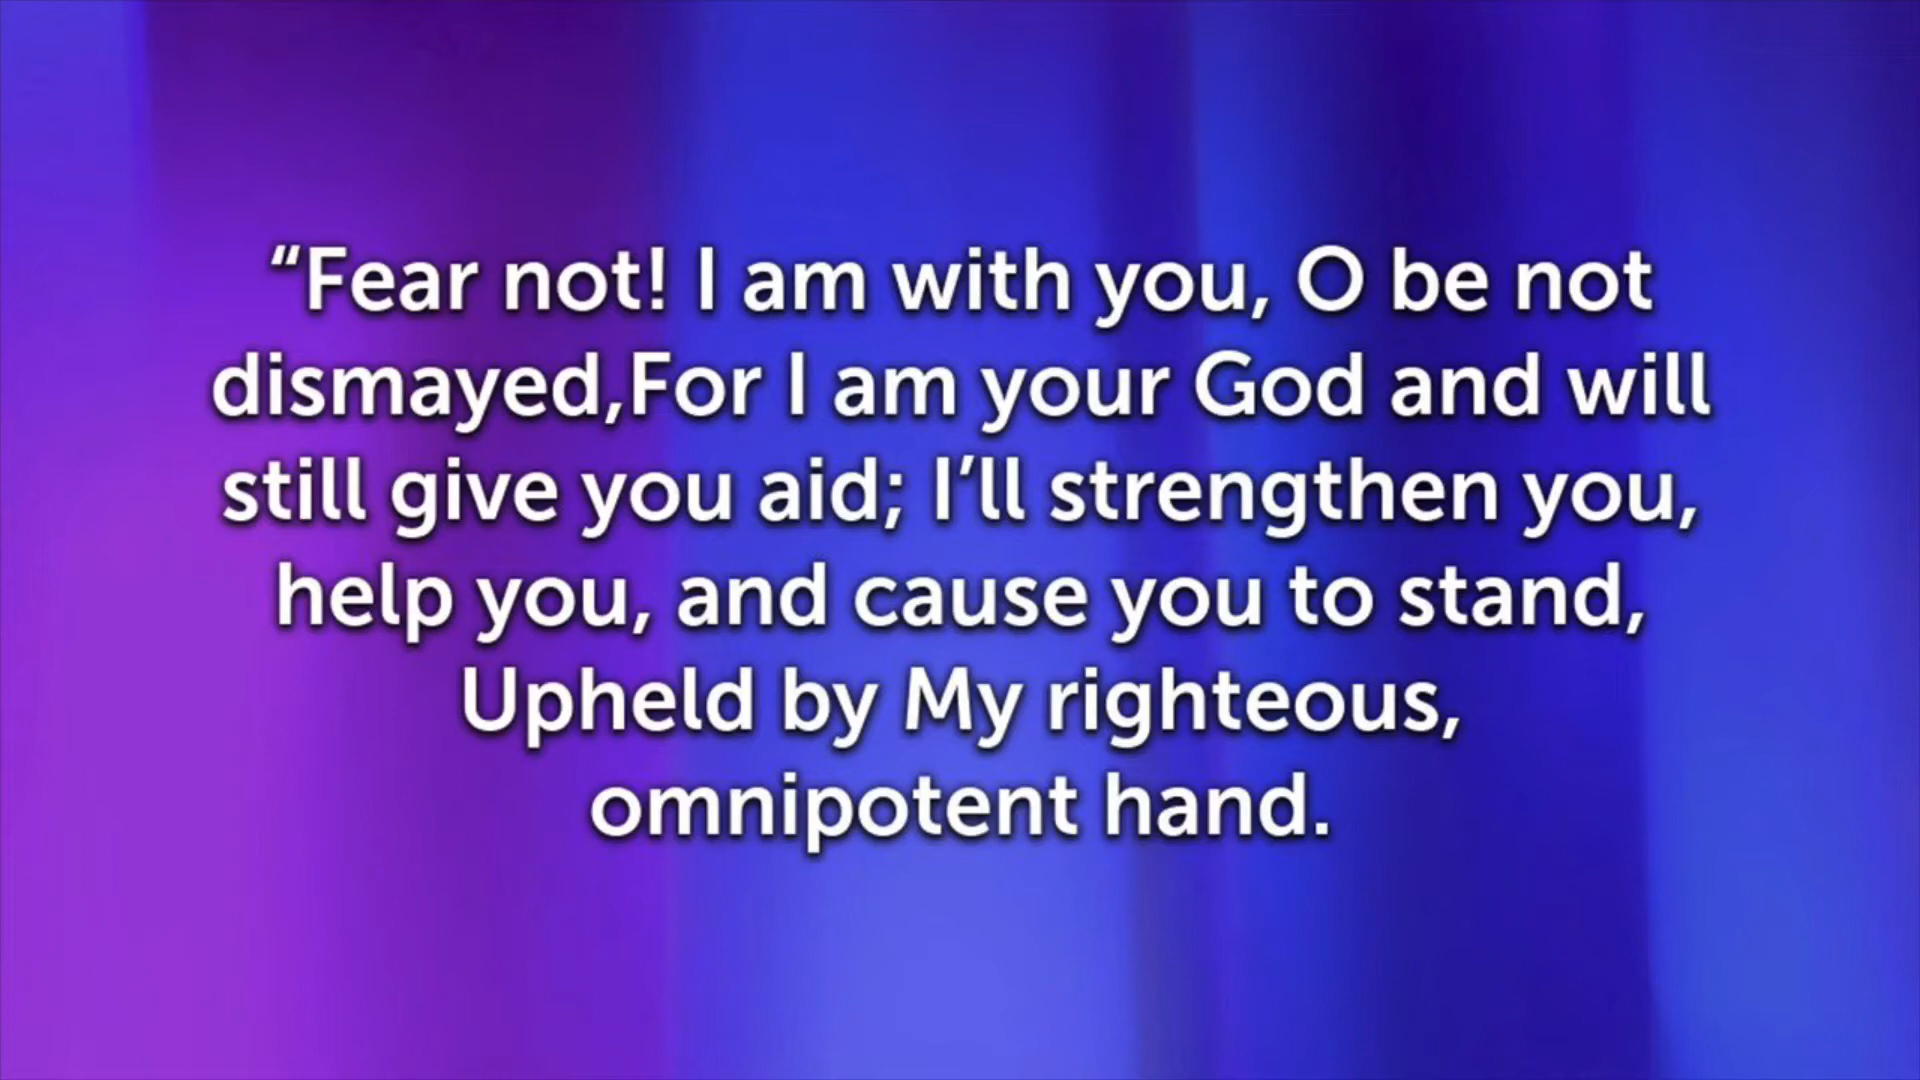 “Fear not! I am with you, O be not
dismayed,For I am your God and will
still give you aid; I’ll strengthen you,
help you, and cause you to stand,
Upheld by My righteous,
omnipotent hand.